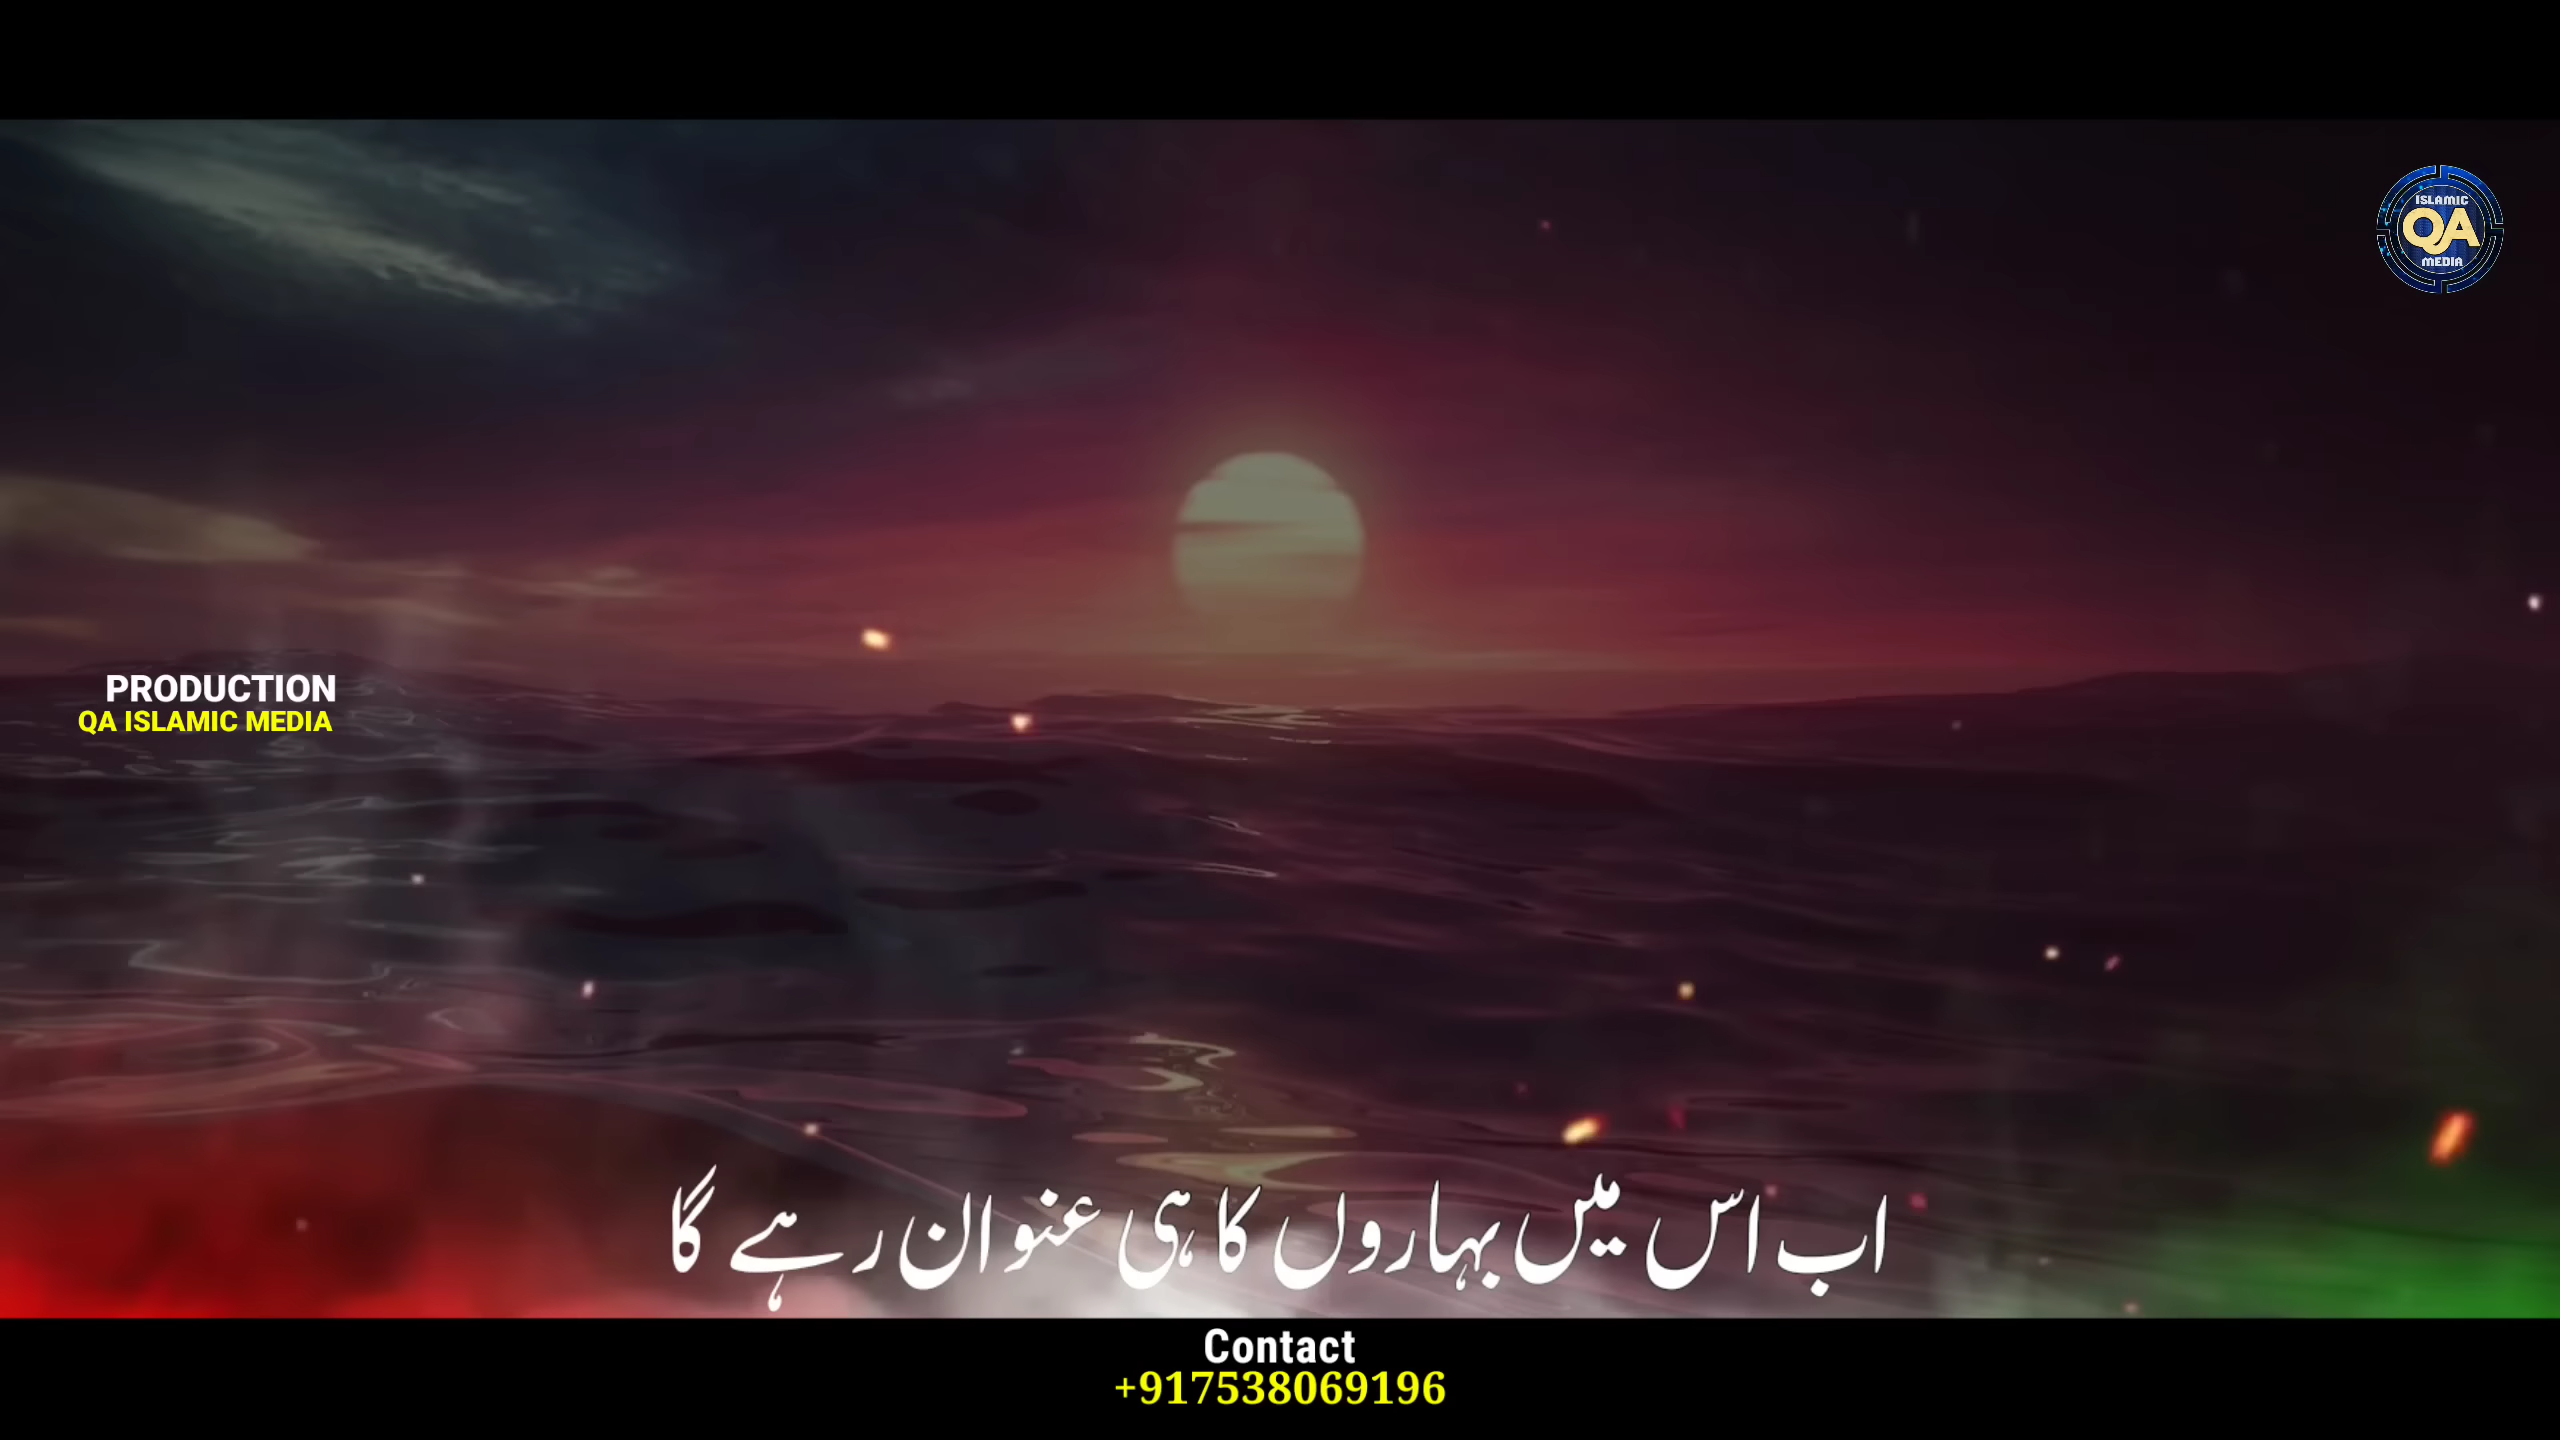 ISLAMIC
QA
MEDIA
PRODUCTION
QA ISLAMIC MEDIA
اب اس میں بہاروں کا ہی عنوان رہے گا
Contact
+917538069196